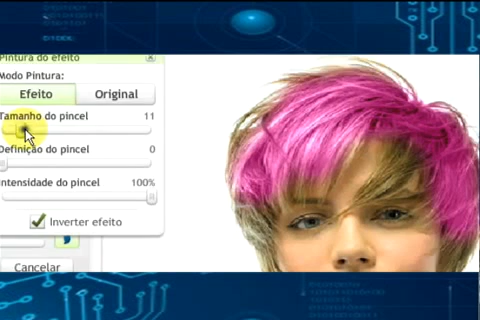 Pintura do efeito
Modo Pintura:
Efeito Original
Tamanho do pincel 11
Definição do pincel 0
Intensidade do pincel 100%
Inverter efeito
Cancelar